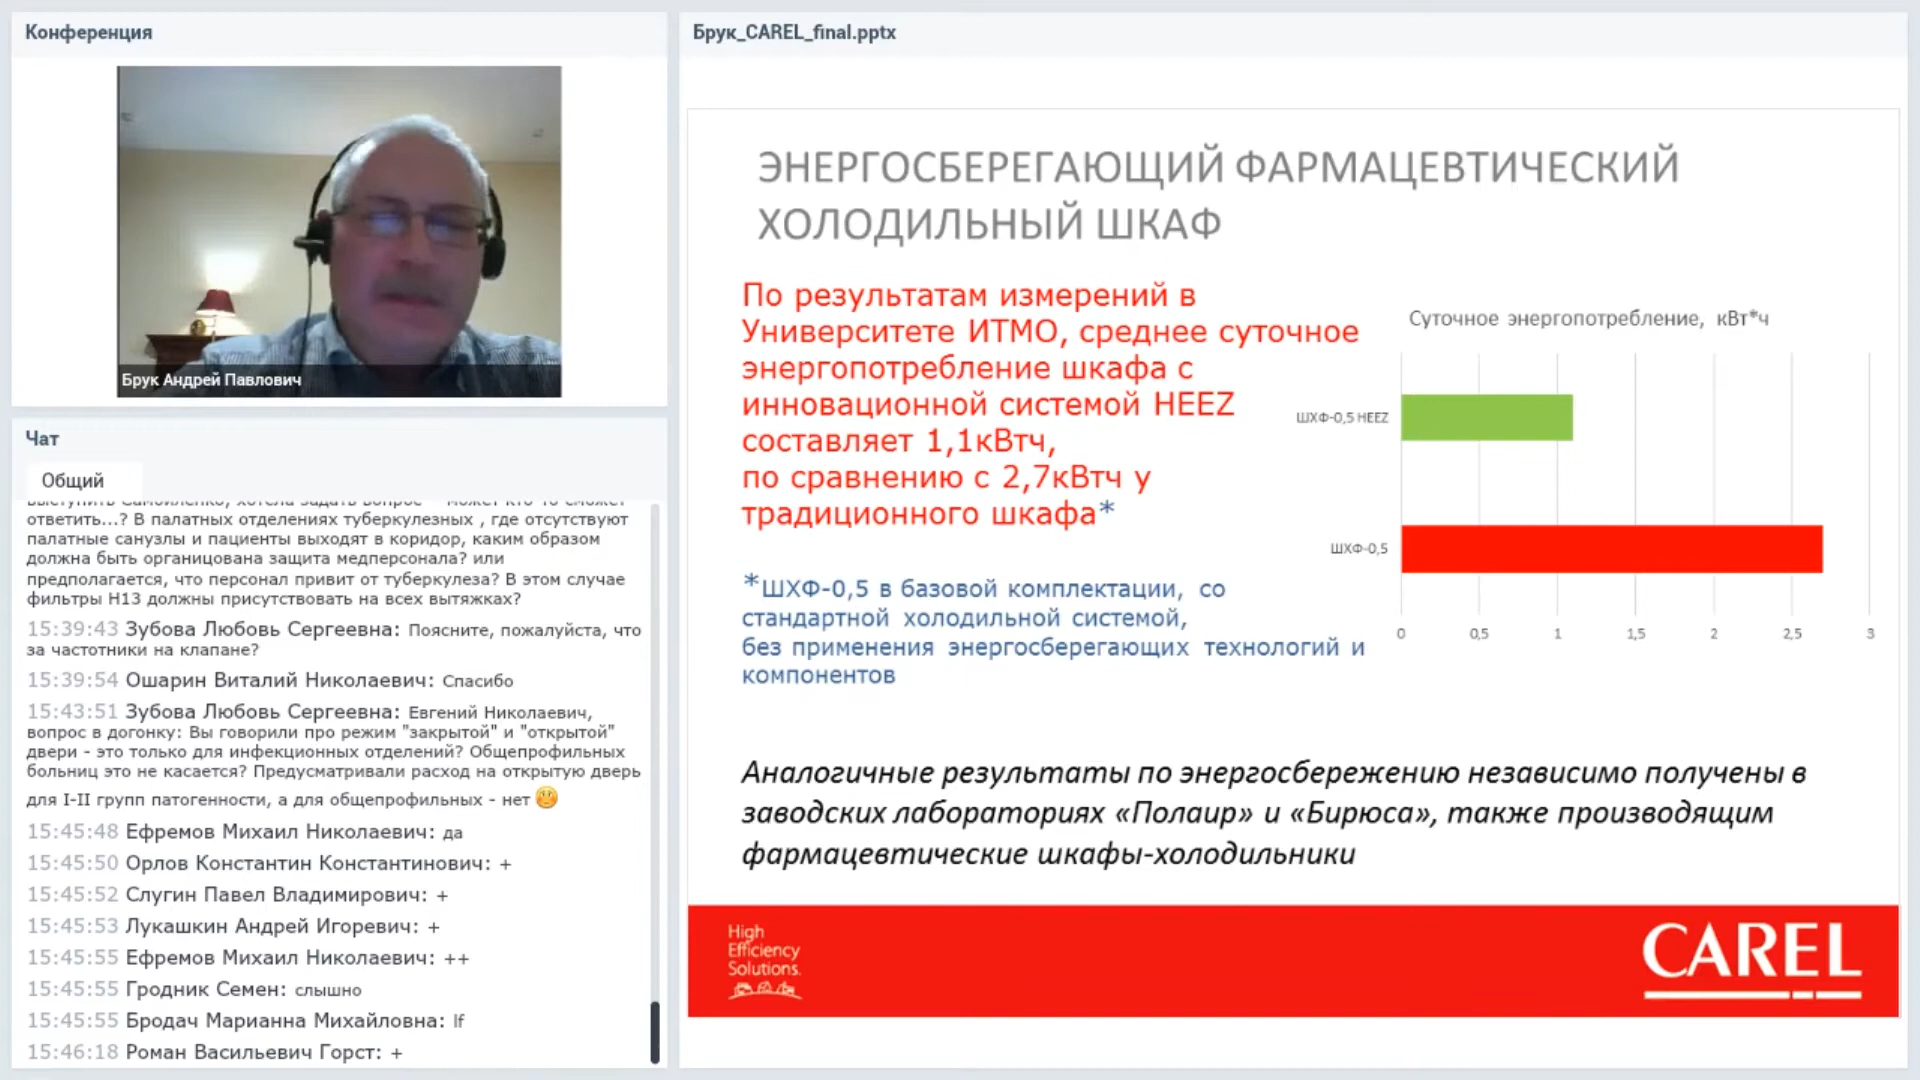 Конференция
Брук Андрей Павлович
Чат
Общий
ответить...? В палатных отделениях туберкулезных , где отсутствуют
палатные санузлы и пациенты выходят в коридор, каким образом
должна быть органицована защита медперсонала? или
предполагается, что персонал привит от туберкулеза? В этом случае
фильтры Н13 должны присутствовать на всех вытяжках?
15:39:43 Зубова Любовь Сергеевна: Поясните, пожалуйста, что
за частотники на клапане?
15:39:54 Ошарин Виталий Николаевич: Спасибо
15:43:51 Зубова Любовь Сергеевна: Евгений Николаевич,
вопрос в догонку: Вы говорили про режим "закрытой" и "открытой"
двери - это только для инфекционных отделений? Общепрофильных
больниц это не касается? Предусматривали расход на открытую дверь
для I-II групп патогенности, а для общепрофильных - нет
15:45:48 Ефремов Михаил Николаевич: да
15:45:50 Орлов Константин Константинович: +
15:45:52 Слугин Павел Владимирович: +
15:45:53 Лукашкин Андрей Игоревич: +
15:45:55 Ефремов Михаил Николаевич: ++
15:45:55 Гродник Семен: слышно
15:45:55 Бродач Марианна Михайловна: lf
15:46:18 Роман Васильевич Горст: +
Брук_CAREL_final.pptx
ЭНЕРГОСБЕРЕГАЮЩИЙ ФАРМАЦЕВТИЧЕСКИЙ
ХОЛОДИЛЬНЫЙ ШКАФ
По результатам измерений в
Университете ИТМО, среднее суточное
энергопотребление шкафа с
инновационной системой HEEZ
составляет 1,1кВтч,
по сравнению с 2,7кВтч у
традиционного шкафа*
*ШХФ-0,5 в базовой комплектации, со
стандартной холодильной системой,
без применения энергосберегающих технологий и
компонентов
Суточное энергопотребление, кВт*ч
ШХФ-0,5 HEEZ
ШХФ-0,5
0 0,5 1 1,5 2 2,5 3
Аналогичные результаты по энергосбережению независимо получены в
заводских лабораториях «Полаир» и «Бирюса», также производящим
фармацевтические шкафы-холодильники
High
Efficiency
Solutions.
CAREL